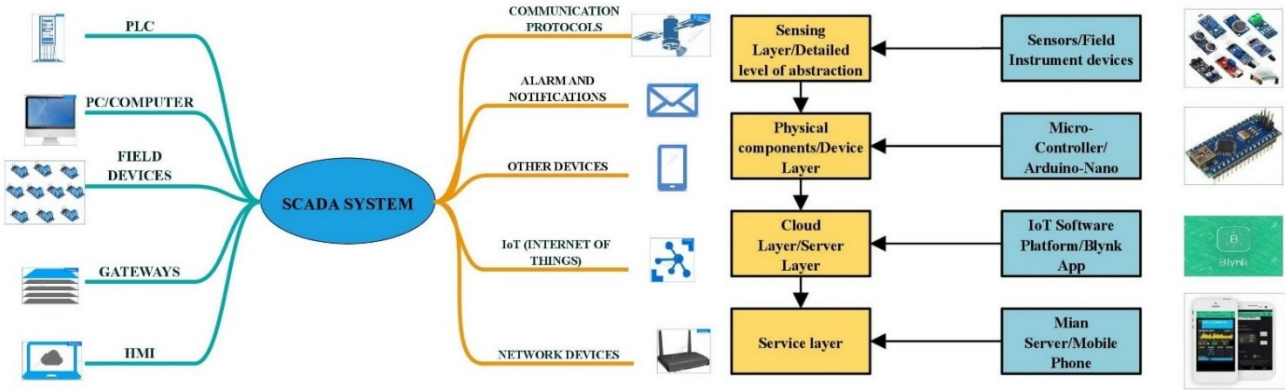 PLC
PC/COMPUTER
FIELD
DEVICES
GATEWAYS
HMI
SCADA SYSTEM
COMMUNICATION
PROTOCOLS
ALARM AND
NOTIFICATIONS
OTHER DEVICES
IoT (INTERNET OF
THINGS)
NETWORK DEVICES
Sensing
Layer/Detailed
level of abstraction
Physical
components/Device
Layer
Cloud
Layer/Server
Layer
Service layer
Sensors/Field
Instrument devices
Micro-
Controller/
Arduino-Nano
IoT Software
Platform/Blynk
App
Mian
Server/Mobile
Phone
B
Blynk